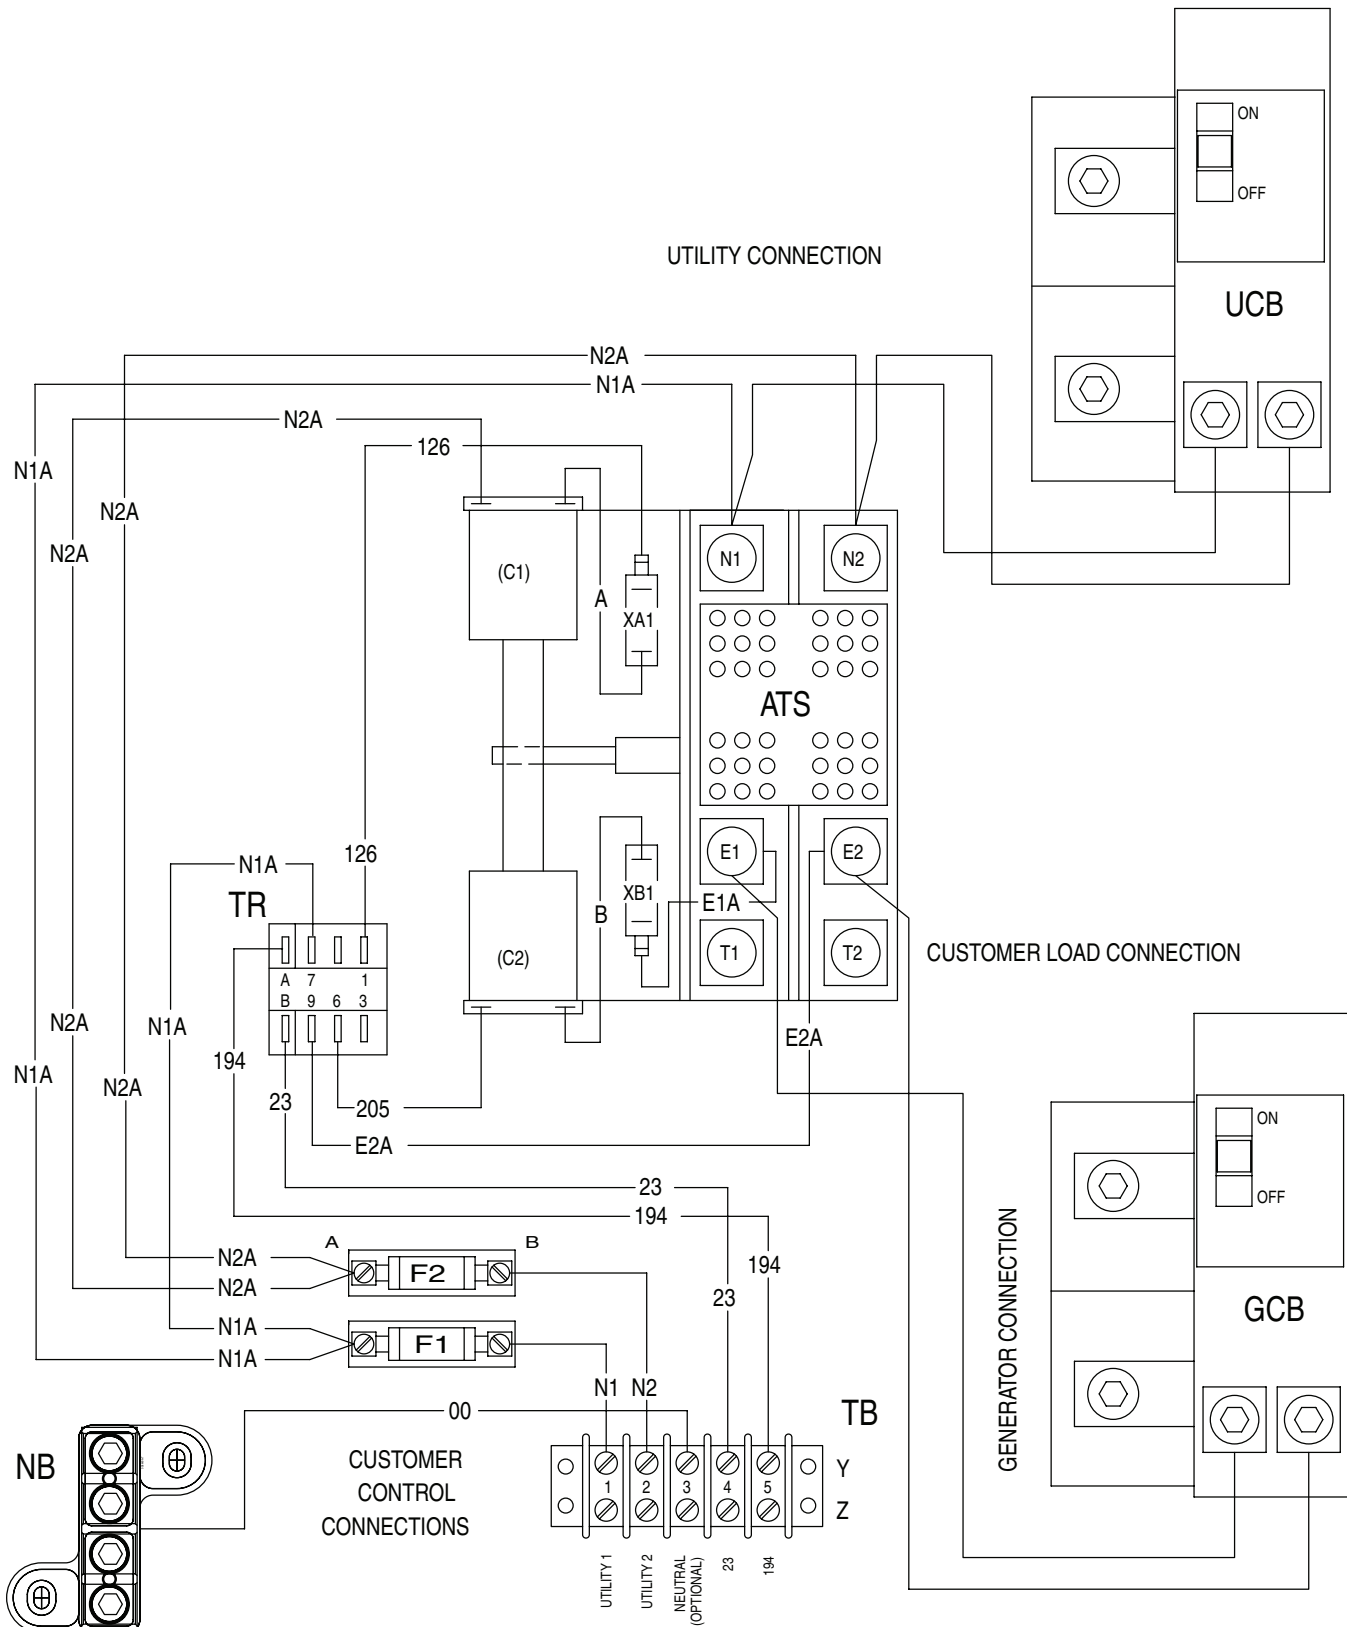 ON
OFF
UTILITY CONNECTION
UCB
N2A
N1A
N2A
126
N1A
N2A
N2A
(C1)
A
XA1
N1
N2
ATS
126
N1A
TR
E1
E2
XB1
E1A
B
A 7 1
B 9 6 3
(C2)
T1
T2
CUSTOMER LOAD CONNECTION
N2A
N1A
E2A
194
N1A
N2A
23
205
E2A
ON
OFF
23
194
GENERATOR CONNECTION
A
B
N2A
F2
194
N2A
23
GCB
N1A
F1
N1A
N1
N2
00
TB
NB
CUSTOMER
CONTROL
CONNECTIONS
Y
1 2 3 4 5
Z
UTILITY 1
UTILITY 2
NEUTRAL
(OPTIONAL)
23
194